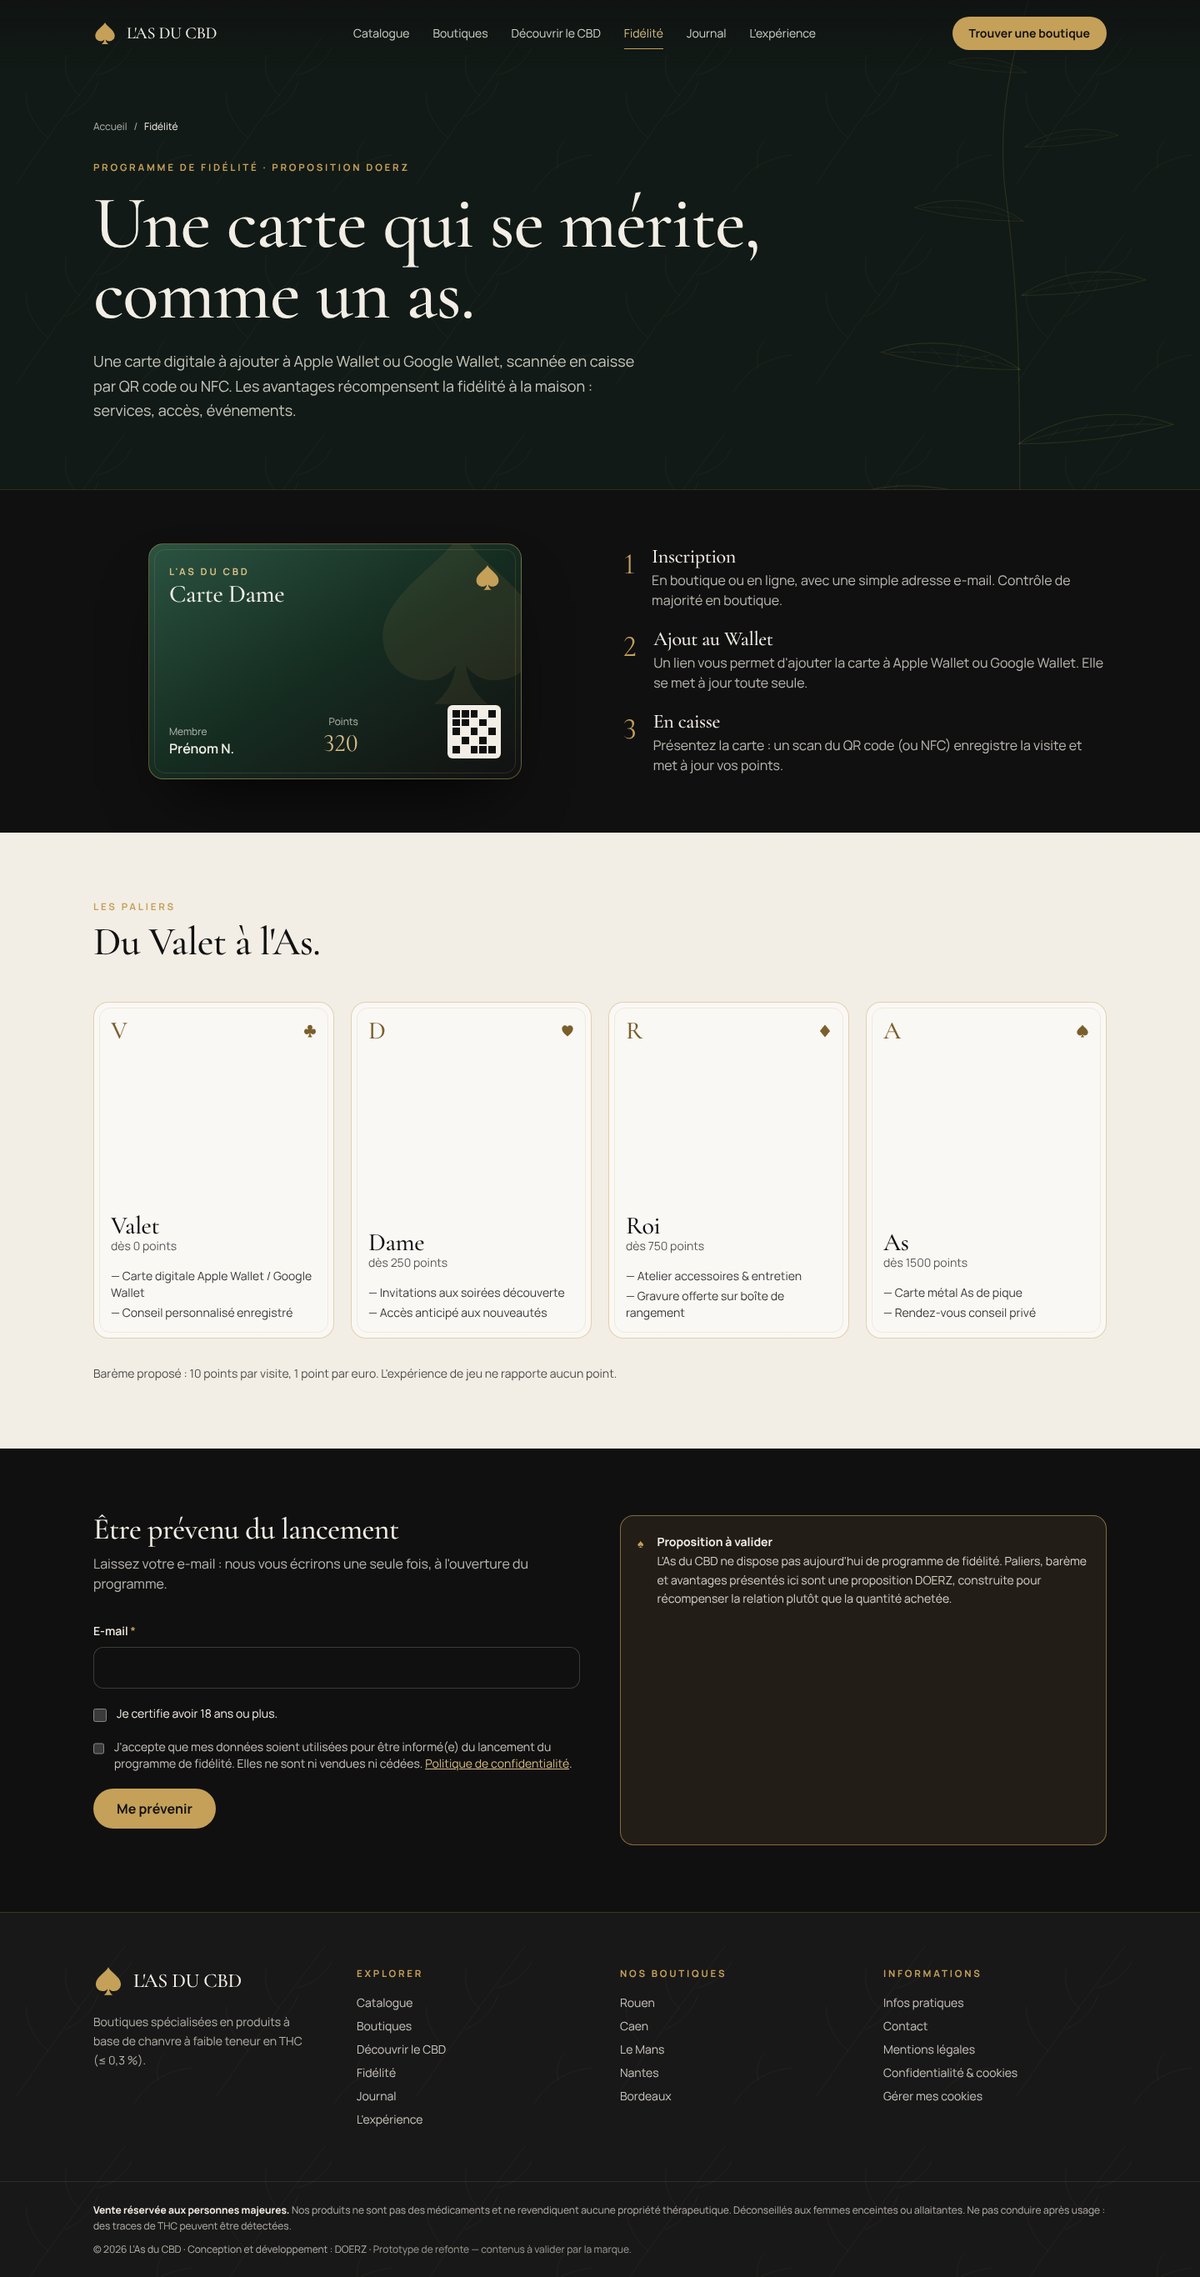 L'AS DU CBD
Catalogue
Boutiques
Découvrir le CBD
Fidélité
Journal
L'expérience
Trouver une boutique
Accueil / Fidélité
PROGRAMME DE FIDÉLITÉ · PROPOSITION DOERZ
Une carte qui se mérite,
comme un as.
Une carte digitale à ajouter à Apple Wallet ou Google Wallet, scannée en caisse
par QR code ou NFC. Les avantages récompensent la fidélité à la maison :
services, accès, événements.
L'AS DU CBD
Carte Dame
Membre
Prénom N.
Points
320
1
Inscription
En boutique ou en ligne, avec une simple adresse e-mail. Contrôle de
majorité en boutique.
2
Ajout au Wallet
Un lien vous permet d'ajouter la carte à Apple Wallet ou Google Wallet. Elle
se met à jour toute seule.
3
En caisse
Présentez la carte : un scan du QR code (ou NFC) enregistre la visite et
met à jour vos points.
LES PALIERS
Du Valet à l'As.
V
Valet
dès 0 points
— Carte digitale Apple Wallet / Google
Wallet
— Conseil personnalisé enregistré
D
Dame
dès 250 points
— Invitations aux soirées découverte
— Accès anticipé aux nouveautés
R
Roi
dès 750 points
— Atelier accessoires & entretien
— Gravure offerte sur boîte de
rangement
A
As
dès 1500 points
— Carte métal As de pique
— Rendez-vous conseil privé
Barème proposé : 10 points par visite, 1 point par euro. L'expérience de jeu ne rapporte aucun point.
Être prévenu du lancement
Laissez votre e-mail : nous vous écrirons une seule fois, à l'ouverture du
programme.
E-mail *
Je certifie avoir 18 ans ou plus.
J'accepte que mes données soient utilisées pour être informé(e) du lancement du
programme de fidélité. Elles ne sont ni vendues ni cédées. Politique de confidentialité.
Me prévenir
Proposition à valider
L'As du CBD ne dispose pas aujourd'hui de programme de fidélité. Paliers, barème
et avantages présentés ici sont une proposition DOERZ, construite pour
récompenser la relation plutôt que la quantité achetée.
L'AS DU CBD
Boutiques spécialisées en produits à
base de chanvre à faible teneur en THC
(≤ 0,3 %).
EXPLORER
Catalogue
Boutiques
Découvrir le CBD
Fidélité
Journal
L'expérience
NOS BOUTIQUES
Rouen
Caen
Le Mans
Nantes
Bordeaux
INFORMATIONS
Infos pratiques
Contact
Mentions légales
Confidentialité & cookies
Gérer mes cookies
Vente réservée aux personnes majeures. Nos produits ne sont pas des médicaments et ne revendiquent aucune propriété thérapeutique. Déconseillés aux femmes enceintes ou allaitantes. Ne pas conduire après usage :
des traces de THC peuvent être détectées.
© 2026 L'As du CBD · Conception et développement : DOERZ · Prototype de refonte — contenus à valider par la marque.